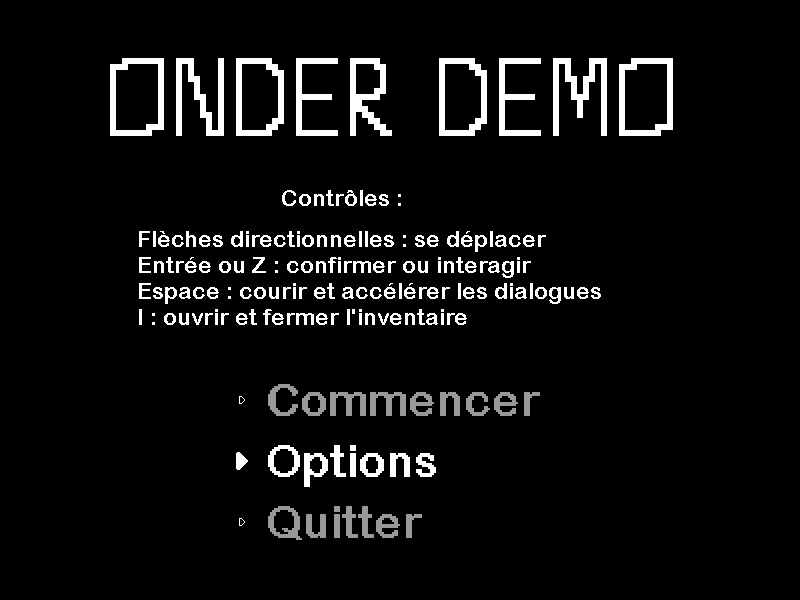 ONDER DEMO
Contrôles :
Flèches directionnelles : se déplacer
Entrée ou Z : confirmer ou interagir
Espace : courir et accélérer les dialogues
I : ouvrir et fermer l'inventaire
Commencer
Options
Quitter